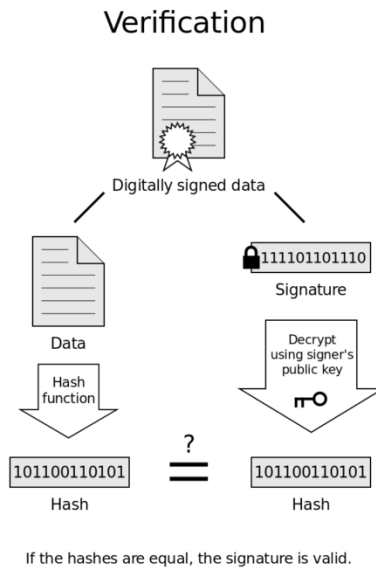 Verification
Digitally signed data
111101101110
Signature
Data
Decrypt
using signer's
public key
Hash
function
?
=
101100110101
101100110101
Hash
Hash
If the hashes are equal, the signature is valid.